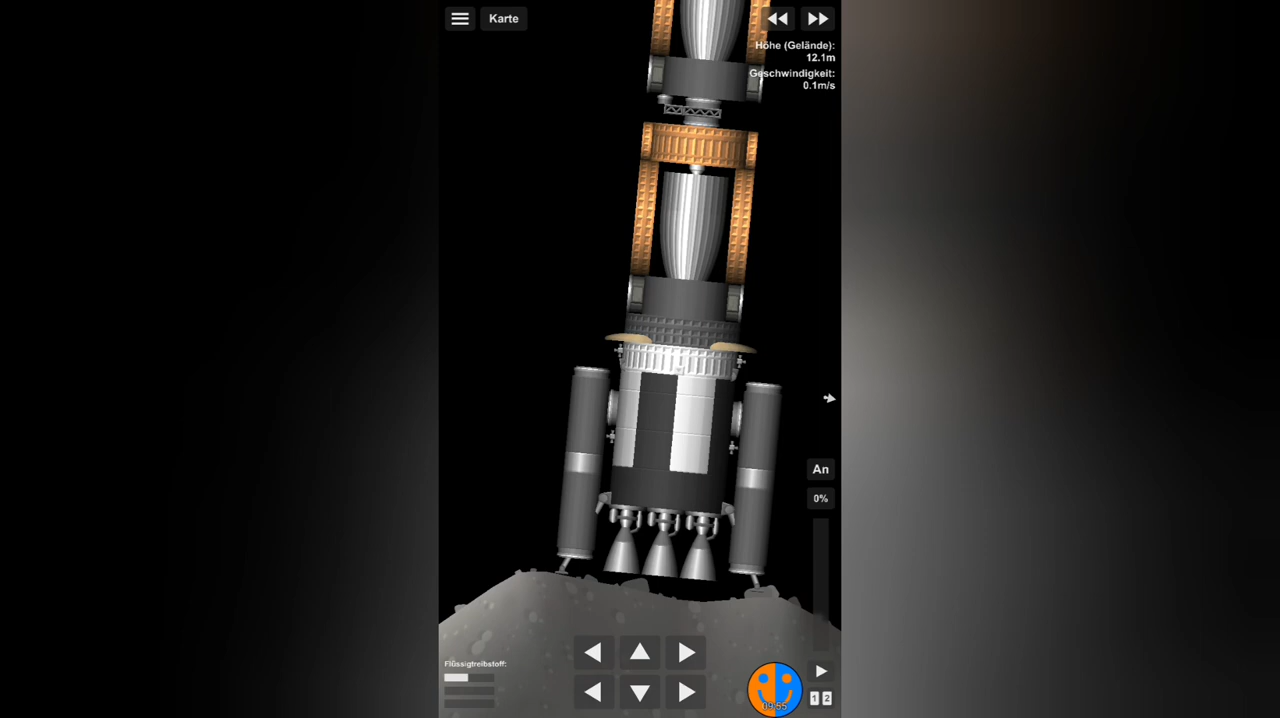 Karte
Höhe (Gelände):
12.1m
Geschwindigkeit:
0.1m/s
An
0%
Flüssigtreibstoff:
1 2